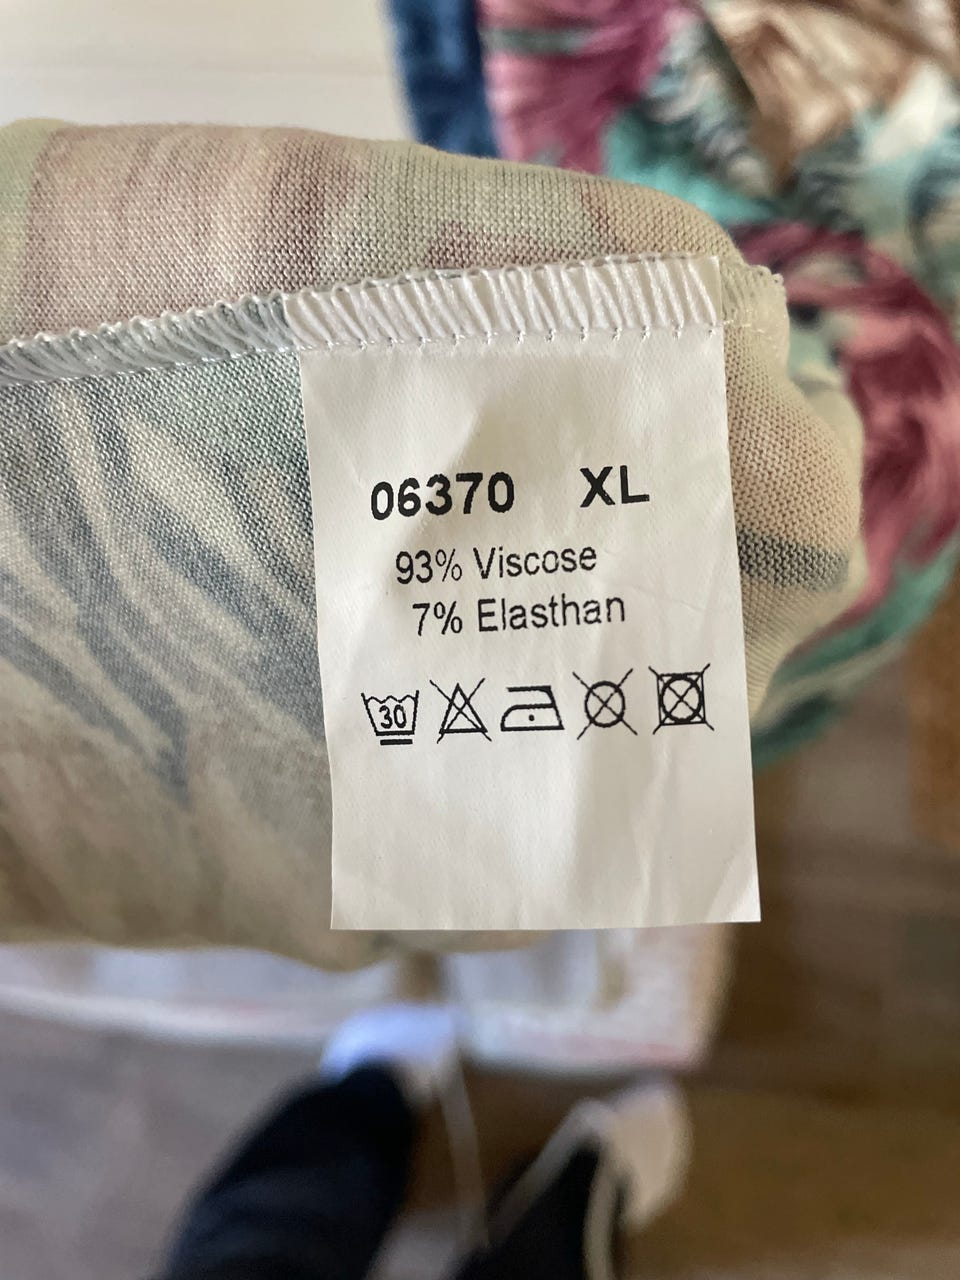 06370 XL
93% Viscose
7% Elasthan
30